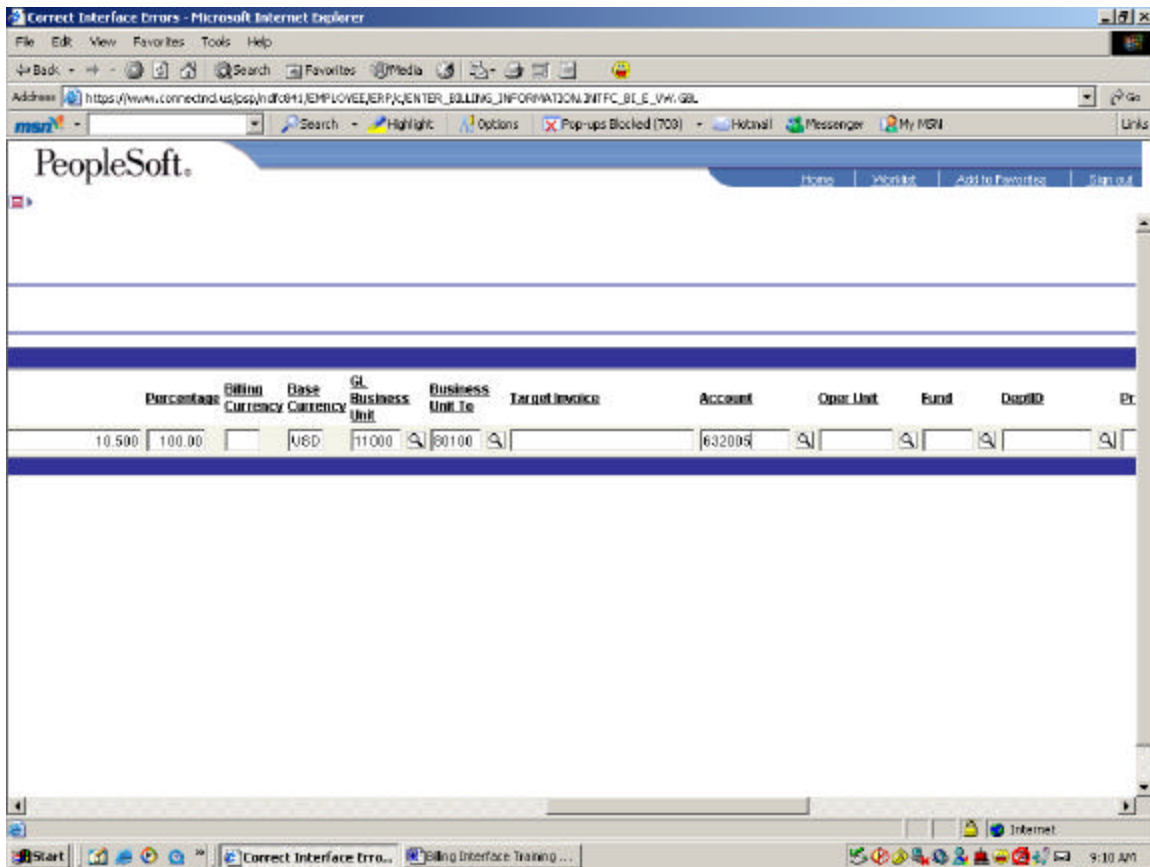 Correct Interface Errors - Microsoft Internet Explorer
File Edit View Favorites Tools Help
Back Search Favorites Media
Address https://www.connectnd.us/psp/ndfc841/EMPLOYEE/ERP/c/ENTER_BILLING_INFORMATION.INTFC_BI_E_VW.GBL Go
msn Search Highlight Options Pop-ups Blocked (703) Hotmail Messenger My MSN Links
PeopleSoft.
Home Worklist Add to Favorites Sign out
Percentage Billing Currency Base Currency GL Business Unit Business Unit To Target Invoice Account Oper Unit Fund DeptID Pr
10.500 100.00 USD 11000 80100 632005
Internet
Start Correct Interface Erro... Billing Interface Training ... 9:10 AM